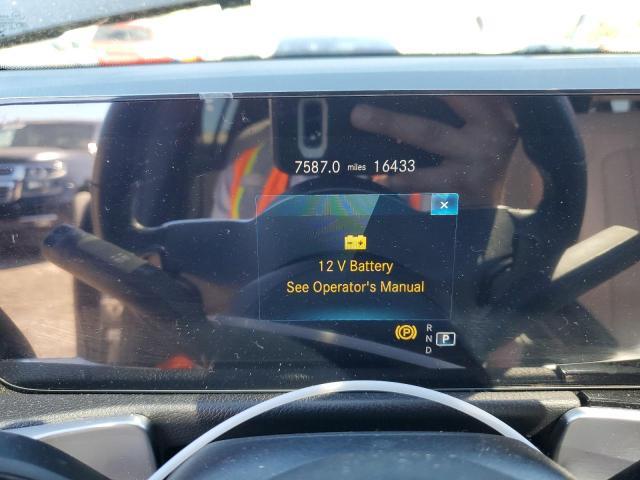 7587.0 miles 16433
12 V Battery
See Operator's Manual
P
R
N P
D